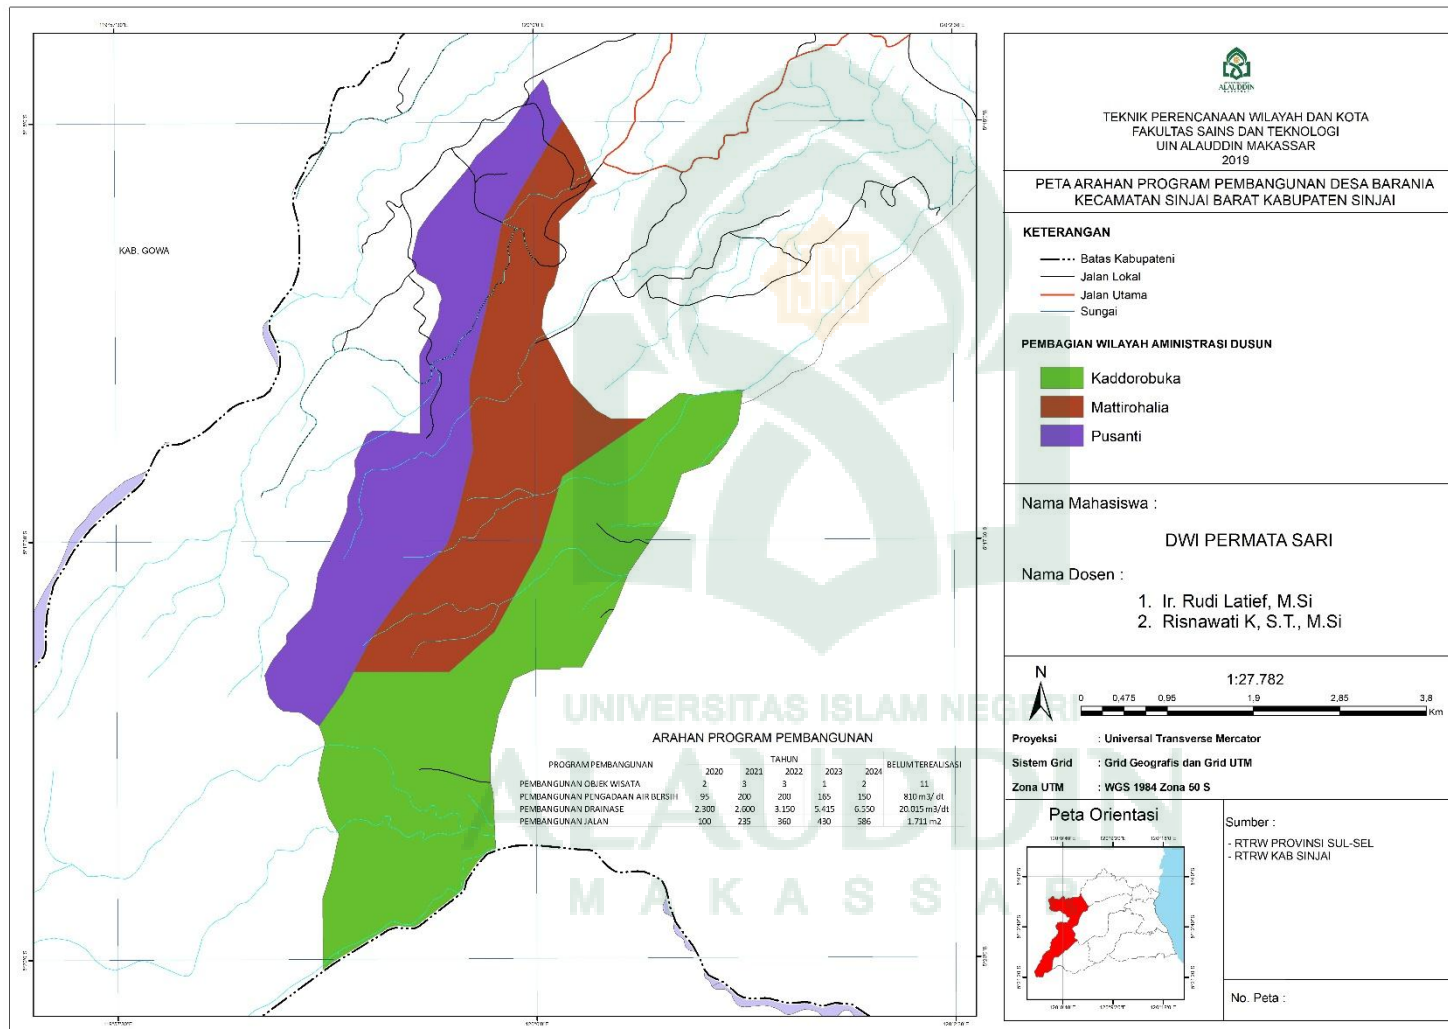 KAB. GOWA
ARAHAN PROGRAM PEMBANGUNAN
PROGRAM PEMBANGUNAN TAHUN BELUM TEREALISASI
2020 2021 2022 2023 2024
PEMBANGUNAN OBJEK WISATA 2 3 3 1 2 11
PEMBANGUNAN PENGADAAN AIR BERSIH 95 200 200 165 150 810 m3/ dt
PEMBANGUNAN DRAINASE 2.300 2.600 3.150 5.415 6.550 20.015 m3/dt
PEMBANGUNAN JALAN 100 235 360 430 586 1.711 m2
UNIVERSITAS ISLAM NEGERI
ALAUDDIN
MAKASSAR
ALAUDDIN
TEKNIK PERENCANAAN WILAYAH DAN KOTA
FAKULTAS SAINS DAN TEKNOLOGI
UIN ALAUDDIN MAKASSAR
2019
PETA ARAHAN PROGRAM PEMBANGUNAN DESA BARANIA
KECAMATAN SINJAI BARAT KABUPATEN SINJAI
KETERANGAN
Batas Kabupateni
Jalan Lokal
Jalan Utama
Sungai
PEMBAGIAN WILAYAH AMINISTRASI DUSUN
Kaddorobuka
Mattirohalia
Pusanti
Nama Mahasiswa :
DWI PERMATA SARI
Nama Dosen :
1. Ir. Rudi Latief, M.Si
2. Risnawati K, S.T., M.Si
N
1:27.782
0 0,475 0.95 1,9 2,85 3,8
Km
Proyeksi : Universal Transverse Mercator
Sistem Grid : Grid Geografis dan Grid UTM
Zona UTM : WGS 1984 Zona 50 S
Peta Orientasi
Sumber :
- RTRW PROVINSI SUL-SEL
- RTRW KAB SINJAI
No. Peta :